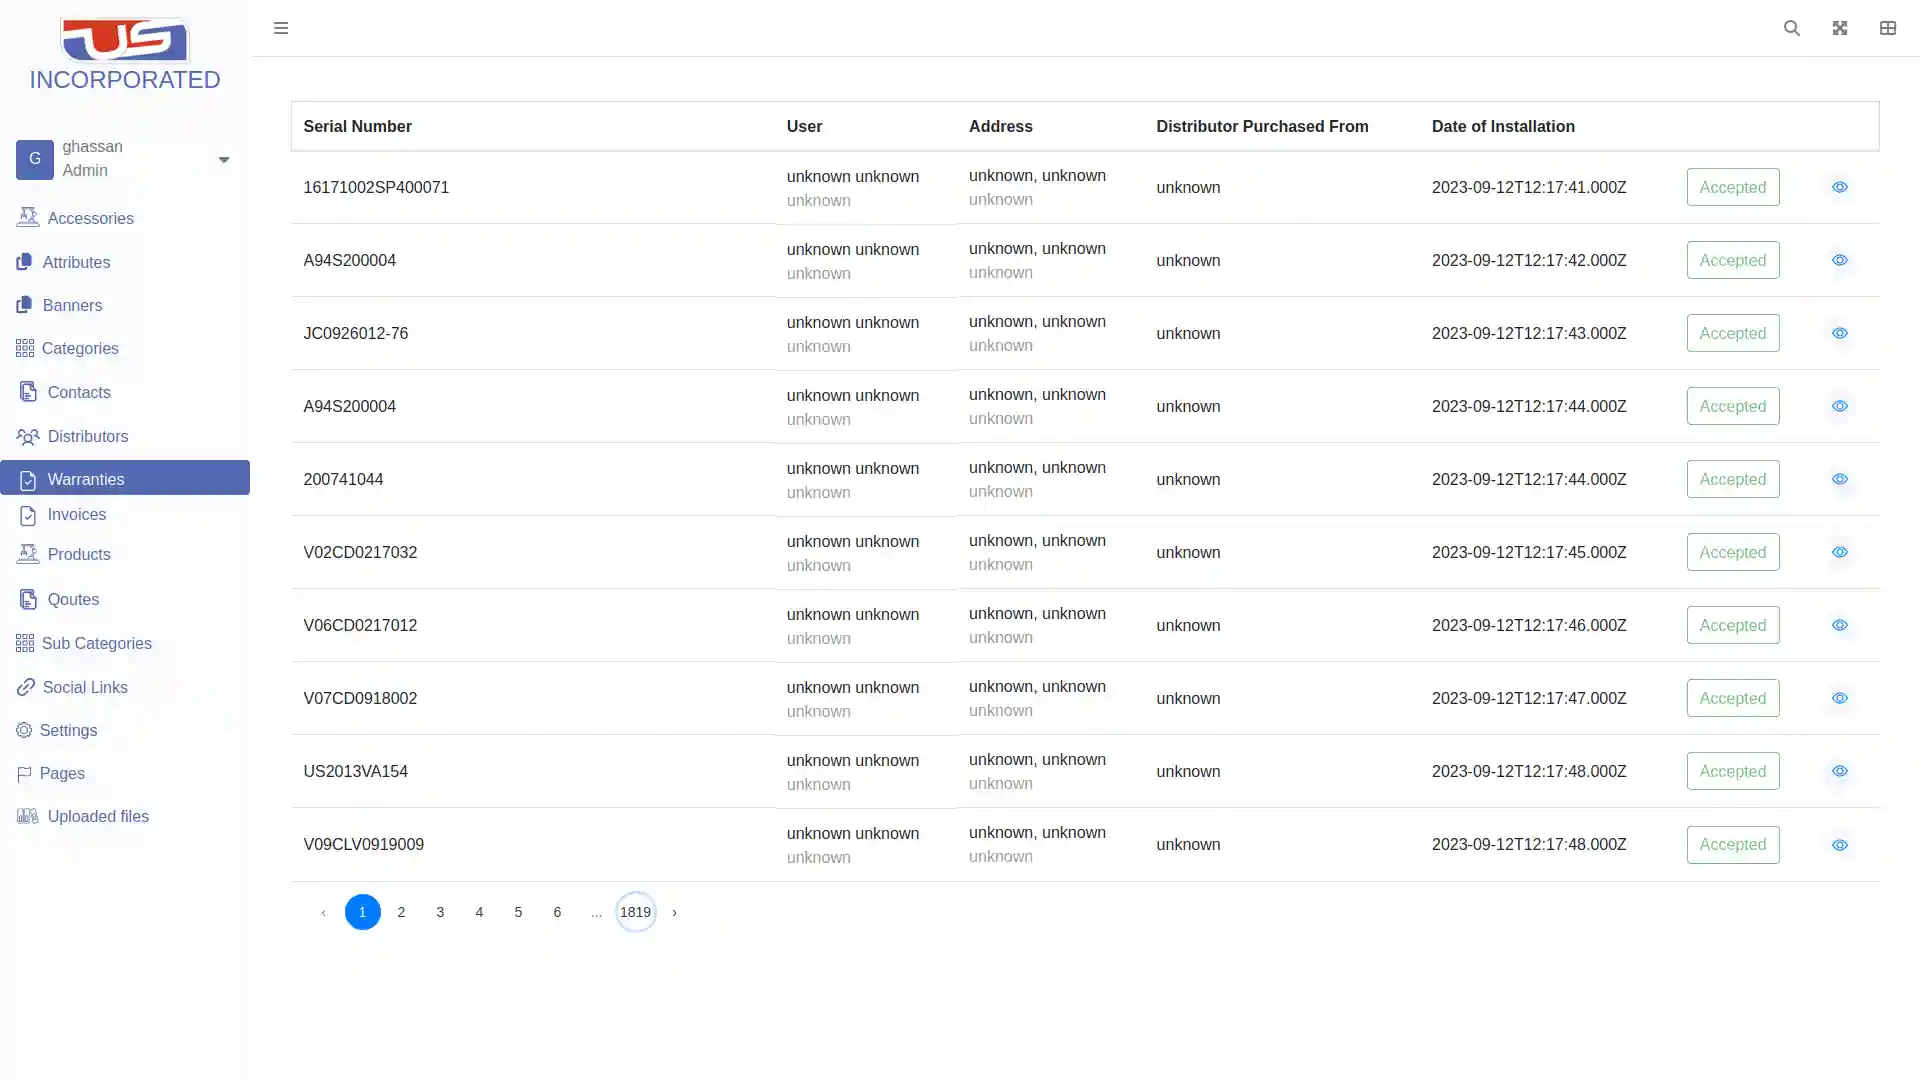 US
INCORPORATED
G
ghassan
Admin
Accessories
Attributes
Banners
Categories
Contacts
Distributors
Warranties
Invoices
Products
Qoutes
Sub Categories
Social Links
Settings
Pages
Uploaded files
Serial Number User Address Distributor Purchased From Date of Installation
16171002SP400071 unknown unknown unknown, unknown unknown 2023-09-12T12:17:41.000Z Accepted
unknown unknown
A94S200004 unknown unknown unknown, unknown unknown 2023-09-12T12:17:42.000Z Accepted
unknown unknown
JC0926012-76 unknown unknown unknown, unknown unknown 2023-09-12T12:17:43.000Z Accepted
unknown unknown
A94S200004 unknown unknown unknown, unknown unknown 2023-09-12T12:17:44.000Z Accepted
unknown unknown
200741044 unknown unknown unknown, unknown unknown 2023-09-12T12:17:44.000Z Accepted
unknown unknown
V02CD0217032 unknown unknown unknown, unknown unknown 2023-09-12T12:17:45.000Z Accepted
unknown unknown
V06CD0217012 unknown unknown unknown, unknown unknown 2023-09-12T12:17:46.000Z Accepted
unknown unknown
V07CD0918002 unknown unknown unknown, unknown unknown 2023-09-12T12:17:47.000Z Accepted
unknown unknown
US2013VA154 unknown unknown unknown, unknown unknown 2023-09-12T12:17:48.000Z Accepted
unknown unknown
V09CLV0919009 unknown unknown unknown, unknown unknown 2023-09-12T12:17:48.000Z Accepted
unknown unknown
‹ 1 2 3 4 5 6 ... 1819 ›